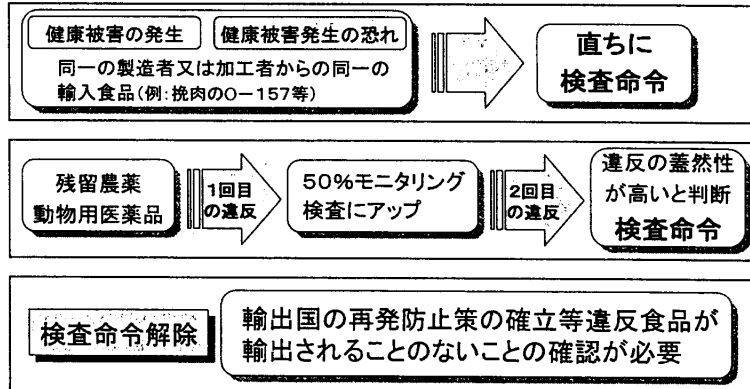 健康被害の発生
健康被害発生の恐れ
同一の製造者又は加工者からの同一の
輸入食品(例:挽肉のO－157等)
直ちに
検査命令
残留農薬
動物用医薬品
1回目
の違反
50%モニタリング
検査にアップ
2回目
の違反
違反の蓋然性
が高いと判断
検査命令
検査命令解除
輸出国の再発防止策の確立等違反食品が
輸出されることのないことの確認が必要